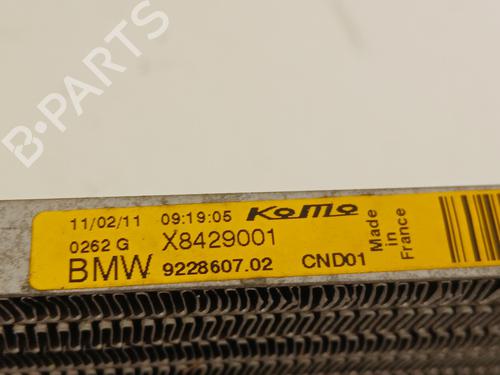 B-PARTS
11/02/11 09:19:05 KoMo
0262 G X8429001
BMW 9228607.02 CND01
Made in France